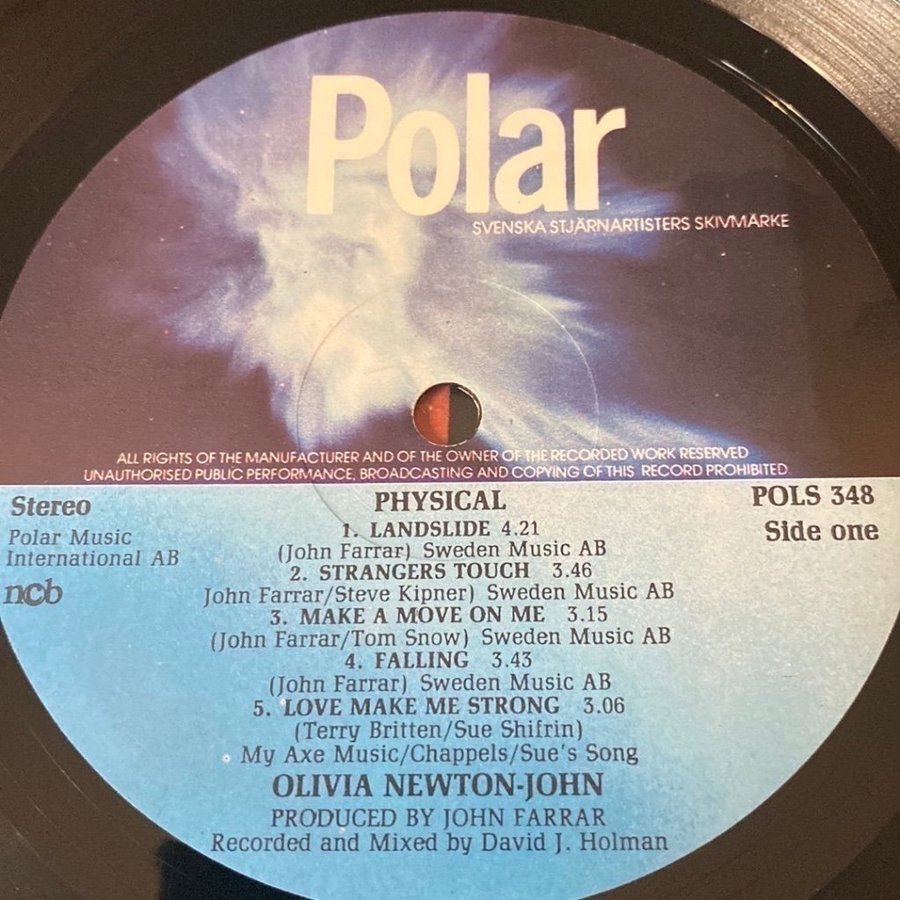 Polar
SVENSKA STJÄRNARTISTERS SKIVMÄRKE
ALL RIGHTS OF THE MANUFACTURER AND OF THE OWNER OF THE RECORDED WORK RESERVED
UNAUTHORISED PUBLIC PERFORMANCE, BROADCASTING AND COPYING OF THIS RECORD PROHIBITED
Stereo
Polar Music
International AB
ncb
PHYSICAL
POLS 348
Side one
1. LANDSLIDE 4.21
(John Farrar) Sweden Music AB
2. STRANGERS TOUCH 3.46
John Farrar/Steve Kipner) Sweden Music AB
3. MAKE A MOVE ON ME 3.15
(John Farrar/Tom Snow) Sweden Music AB
4. FALLING 3.43
(John Farrar) Sweden Music AB
5. LOVE MAKE ME STRONG 3.06
(Terry Britten/Sue Shifrin)
My Axe Music/Chappels/Sue's Song
OLIVIA NEWTON-JOHN
PRODUCED BY JOHN FARRAR
Recorded and Mixed by David J. Holman